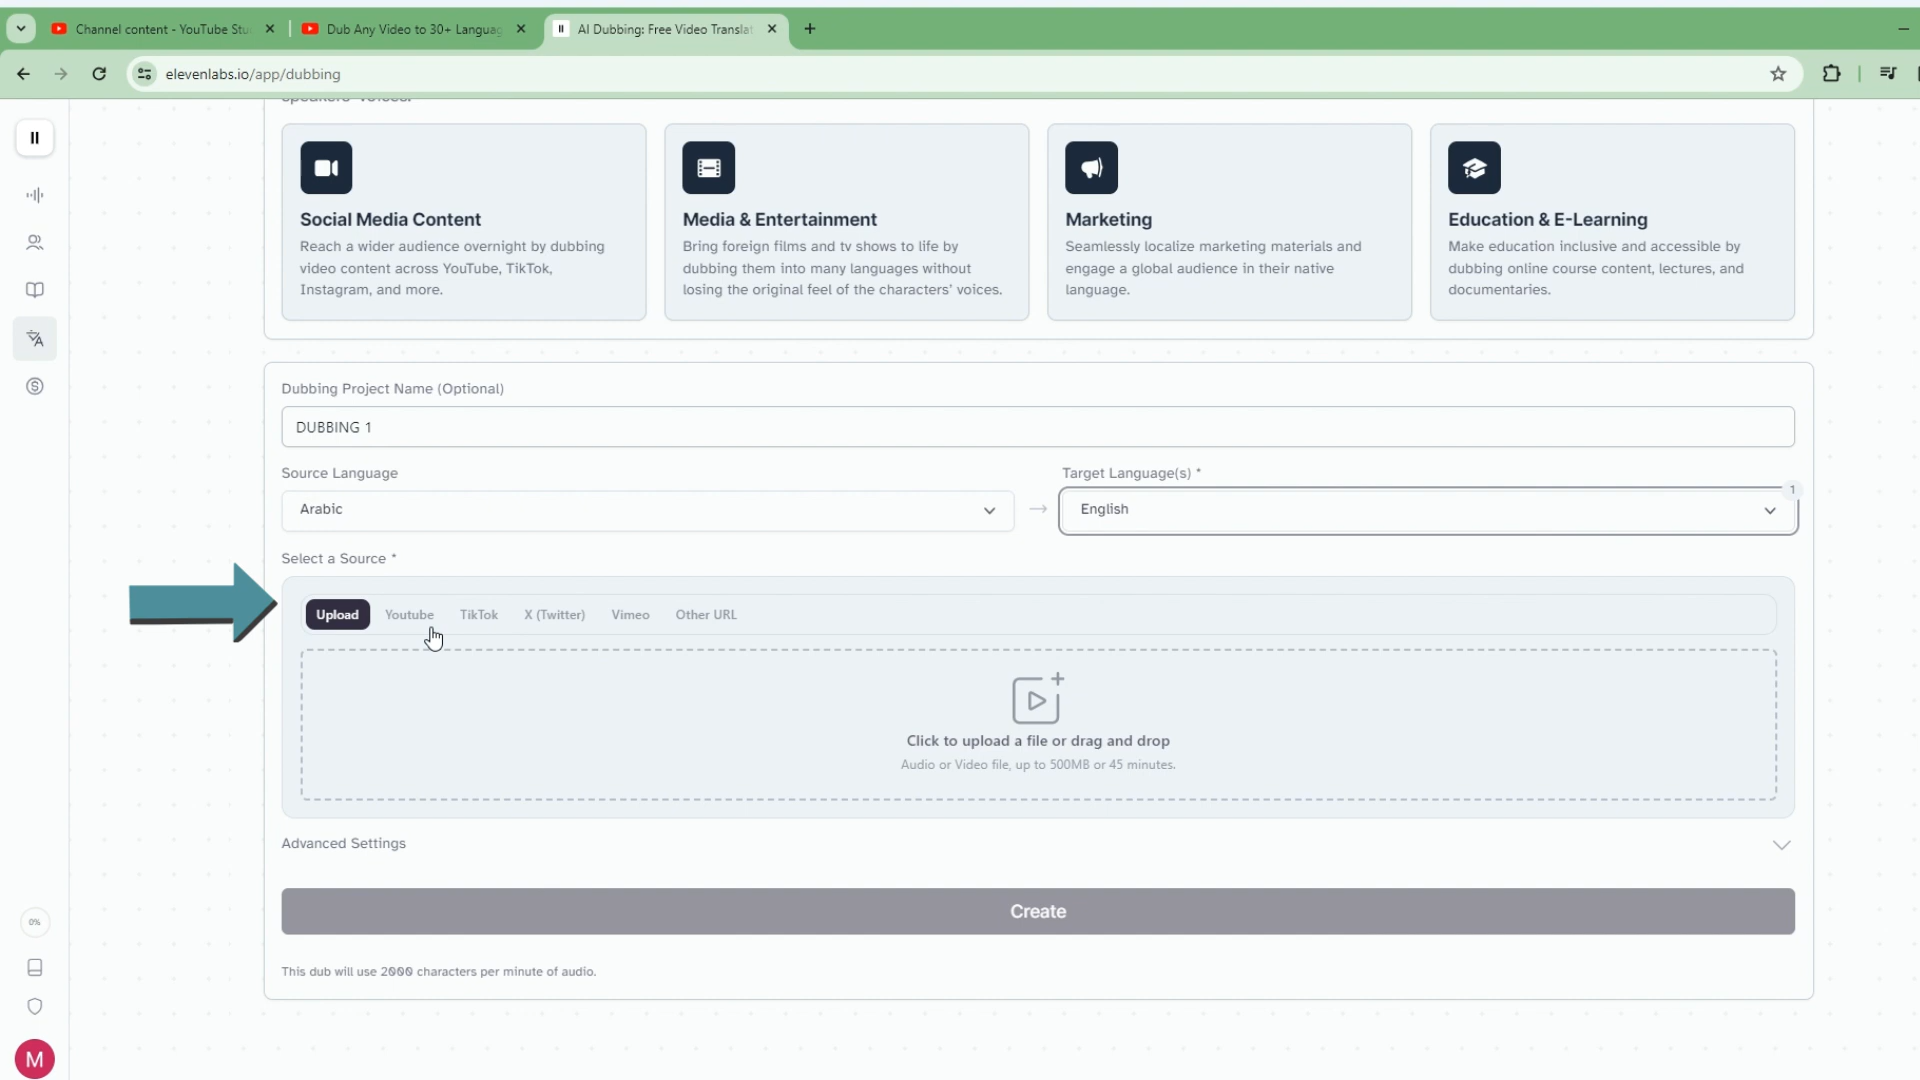 Channel content - YouTube Stu
Dub Any Video to 30+ Languag
AI Dubbing: Free Video Translat
elevenlabs.io/app/dubbing
speakers' voices.
Social Media Content
Reach a wider audience overnight by dubbing
video content across YouTube, TikTok,
Instagram, and more.
Media & Entertainment
Bring foreign films and tv shows to life by
dubbing them into many languages without
losing the original feel of the characters' voices.
Marketing
Seamlessly localize marketing materials and
engage a global audience in their native
language.
Education & E-Learning
Make education inclusive and accessible by
dubbing online course content, lectures, and
documentaries.
Dubbing Project Name (Optional)
DUBBING 1
Source Language
Target Language(s) *
1
Arabic
English
Select a Source *
Upload Youtube TikTok X (Twitter) Vimeo Other URL
Click to upload a file or drag and drop
Audio or Video file, up to 500MB or 45 minutes.
Advanced Settings
Create
This dub will use 2000 characters per minute of audio.
0%
M